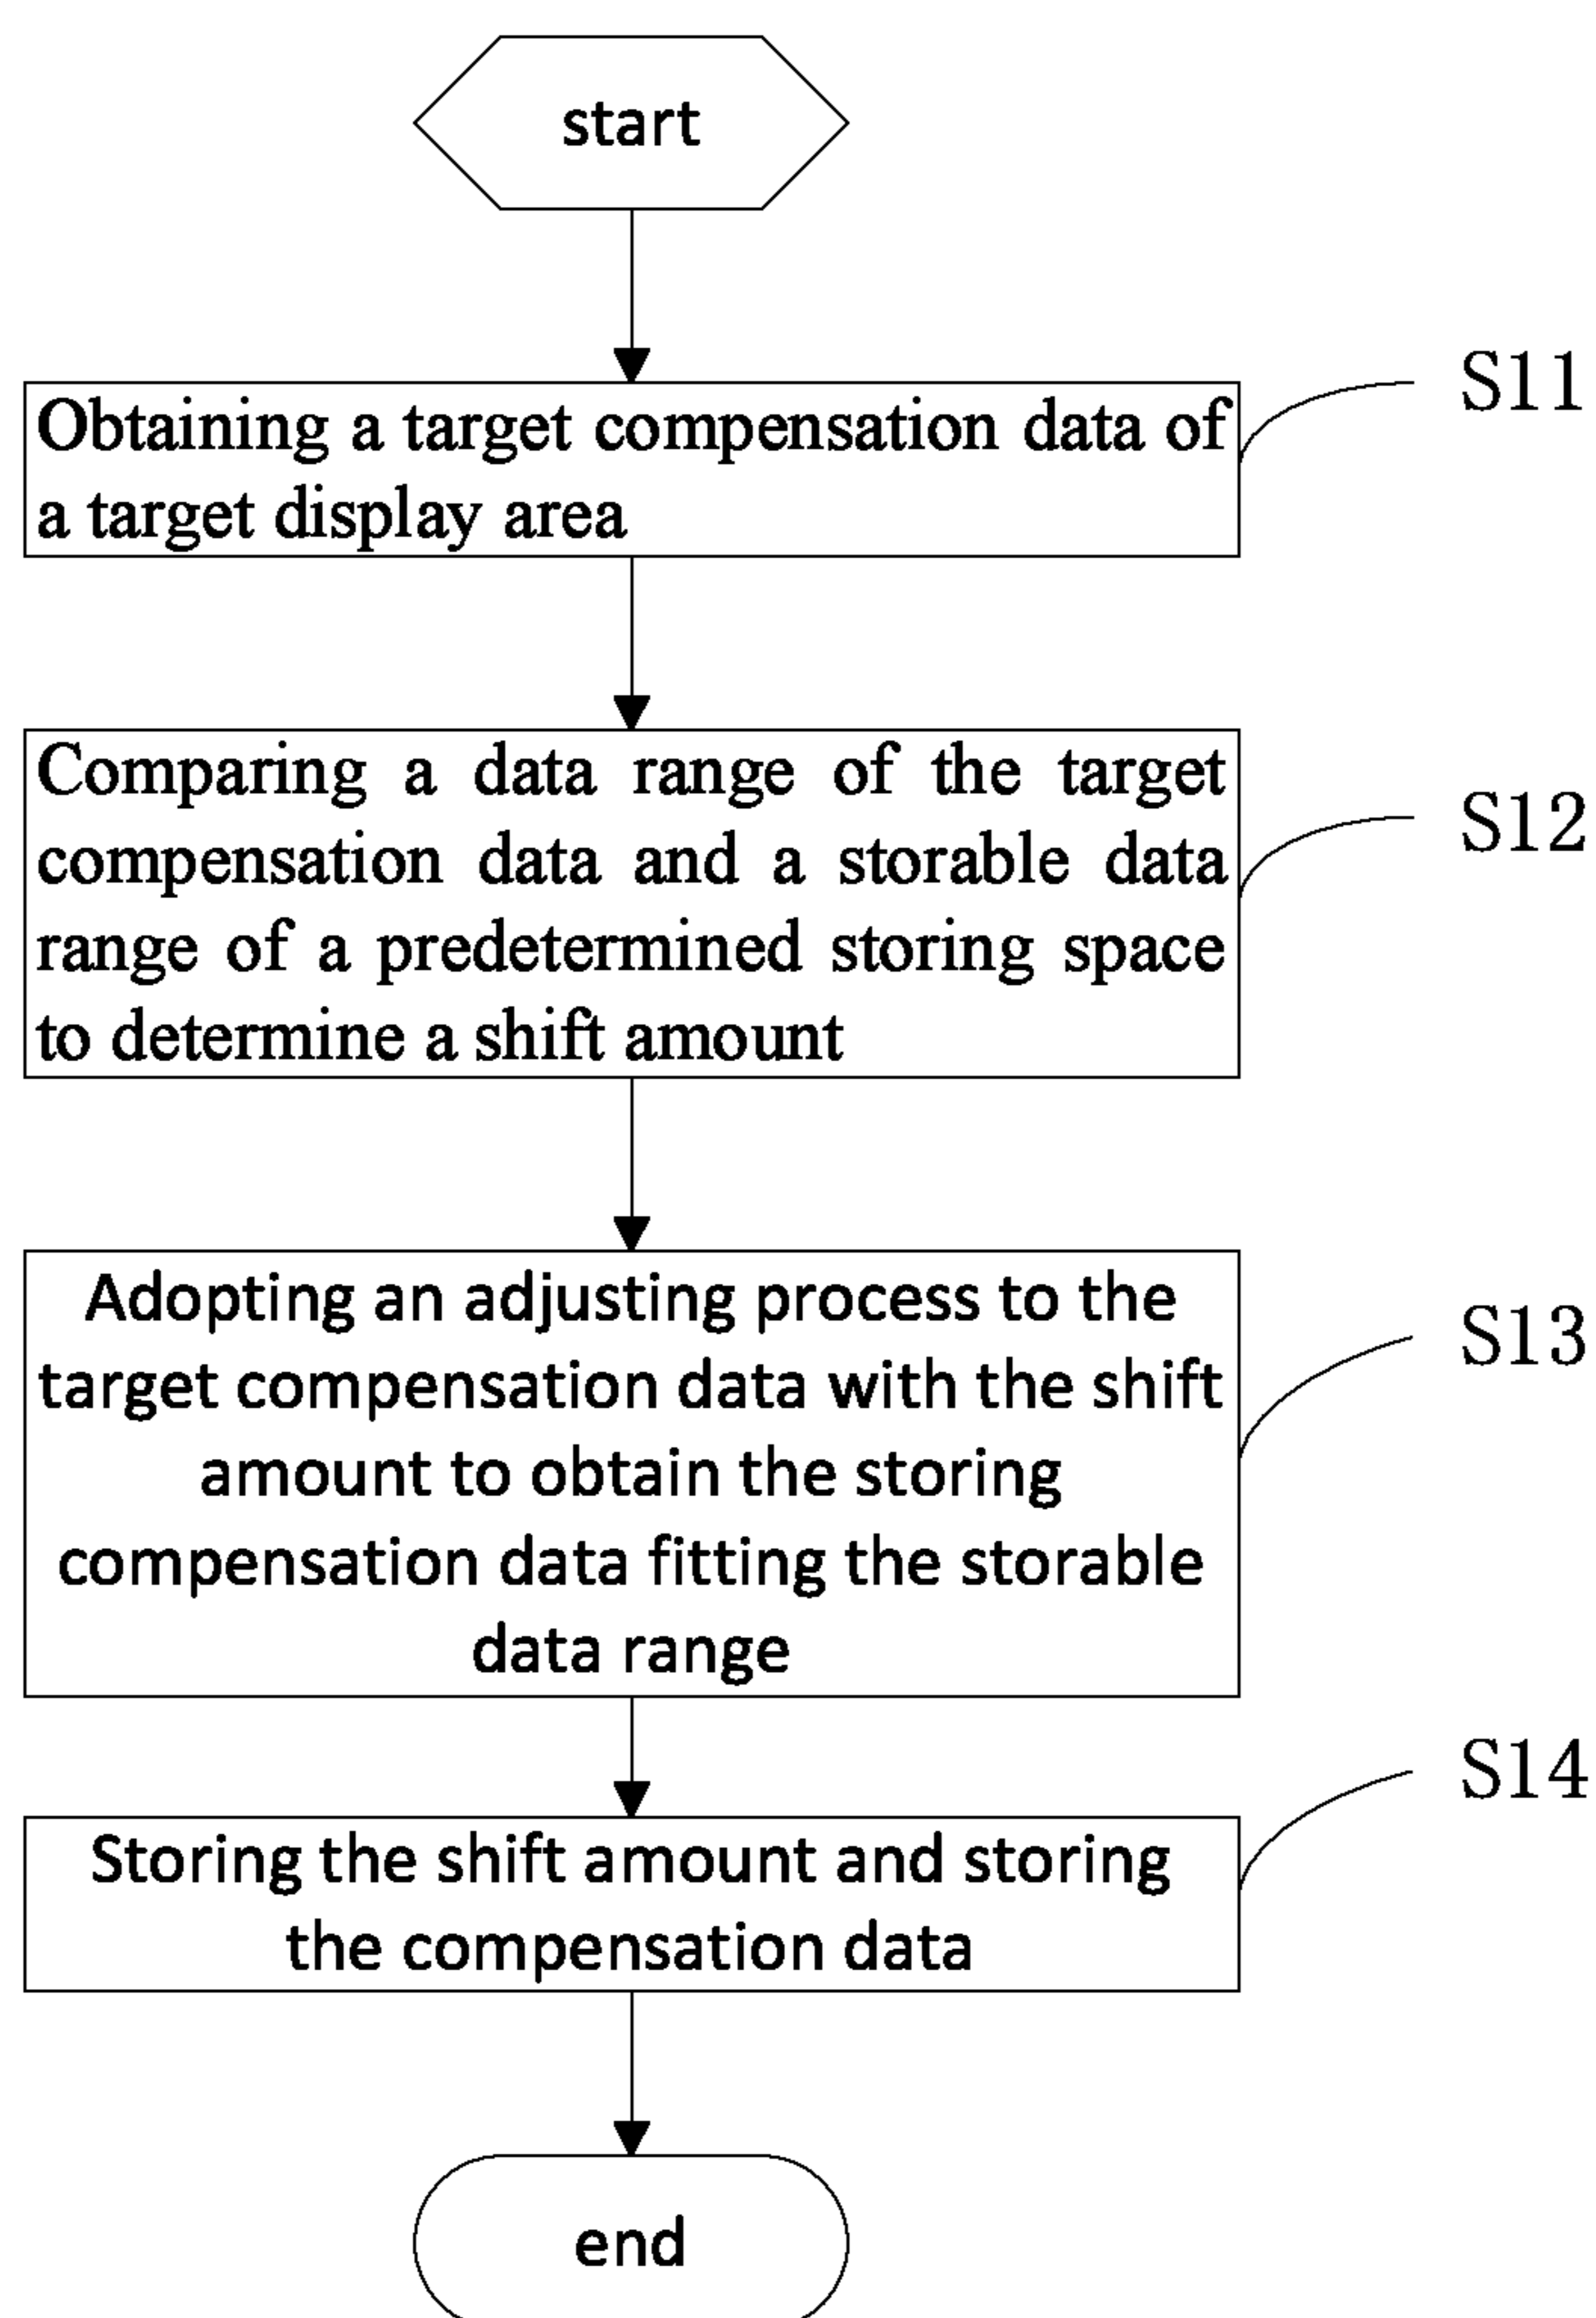 start
S11
Obtaining a target compensation data of
a target display area
Comparing a data range of the target
S12
compensation data and a storable data
range of a predetermined storing space
to determine a shift amount
Adopting an adjusting process to the
S13
target compensation data with the shift
amount to obtain the storing
compensation data fitting the storable
data range
S14
Storing the shift amount and storing
the compensation data
end